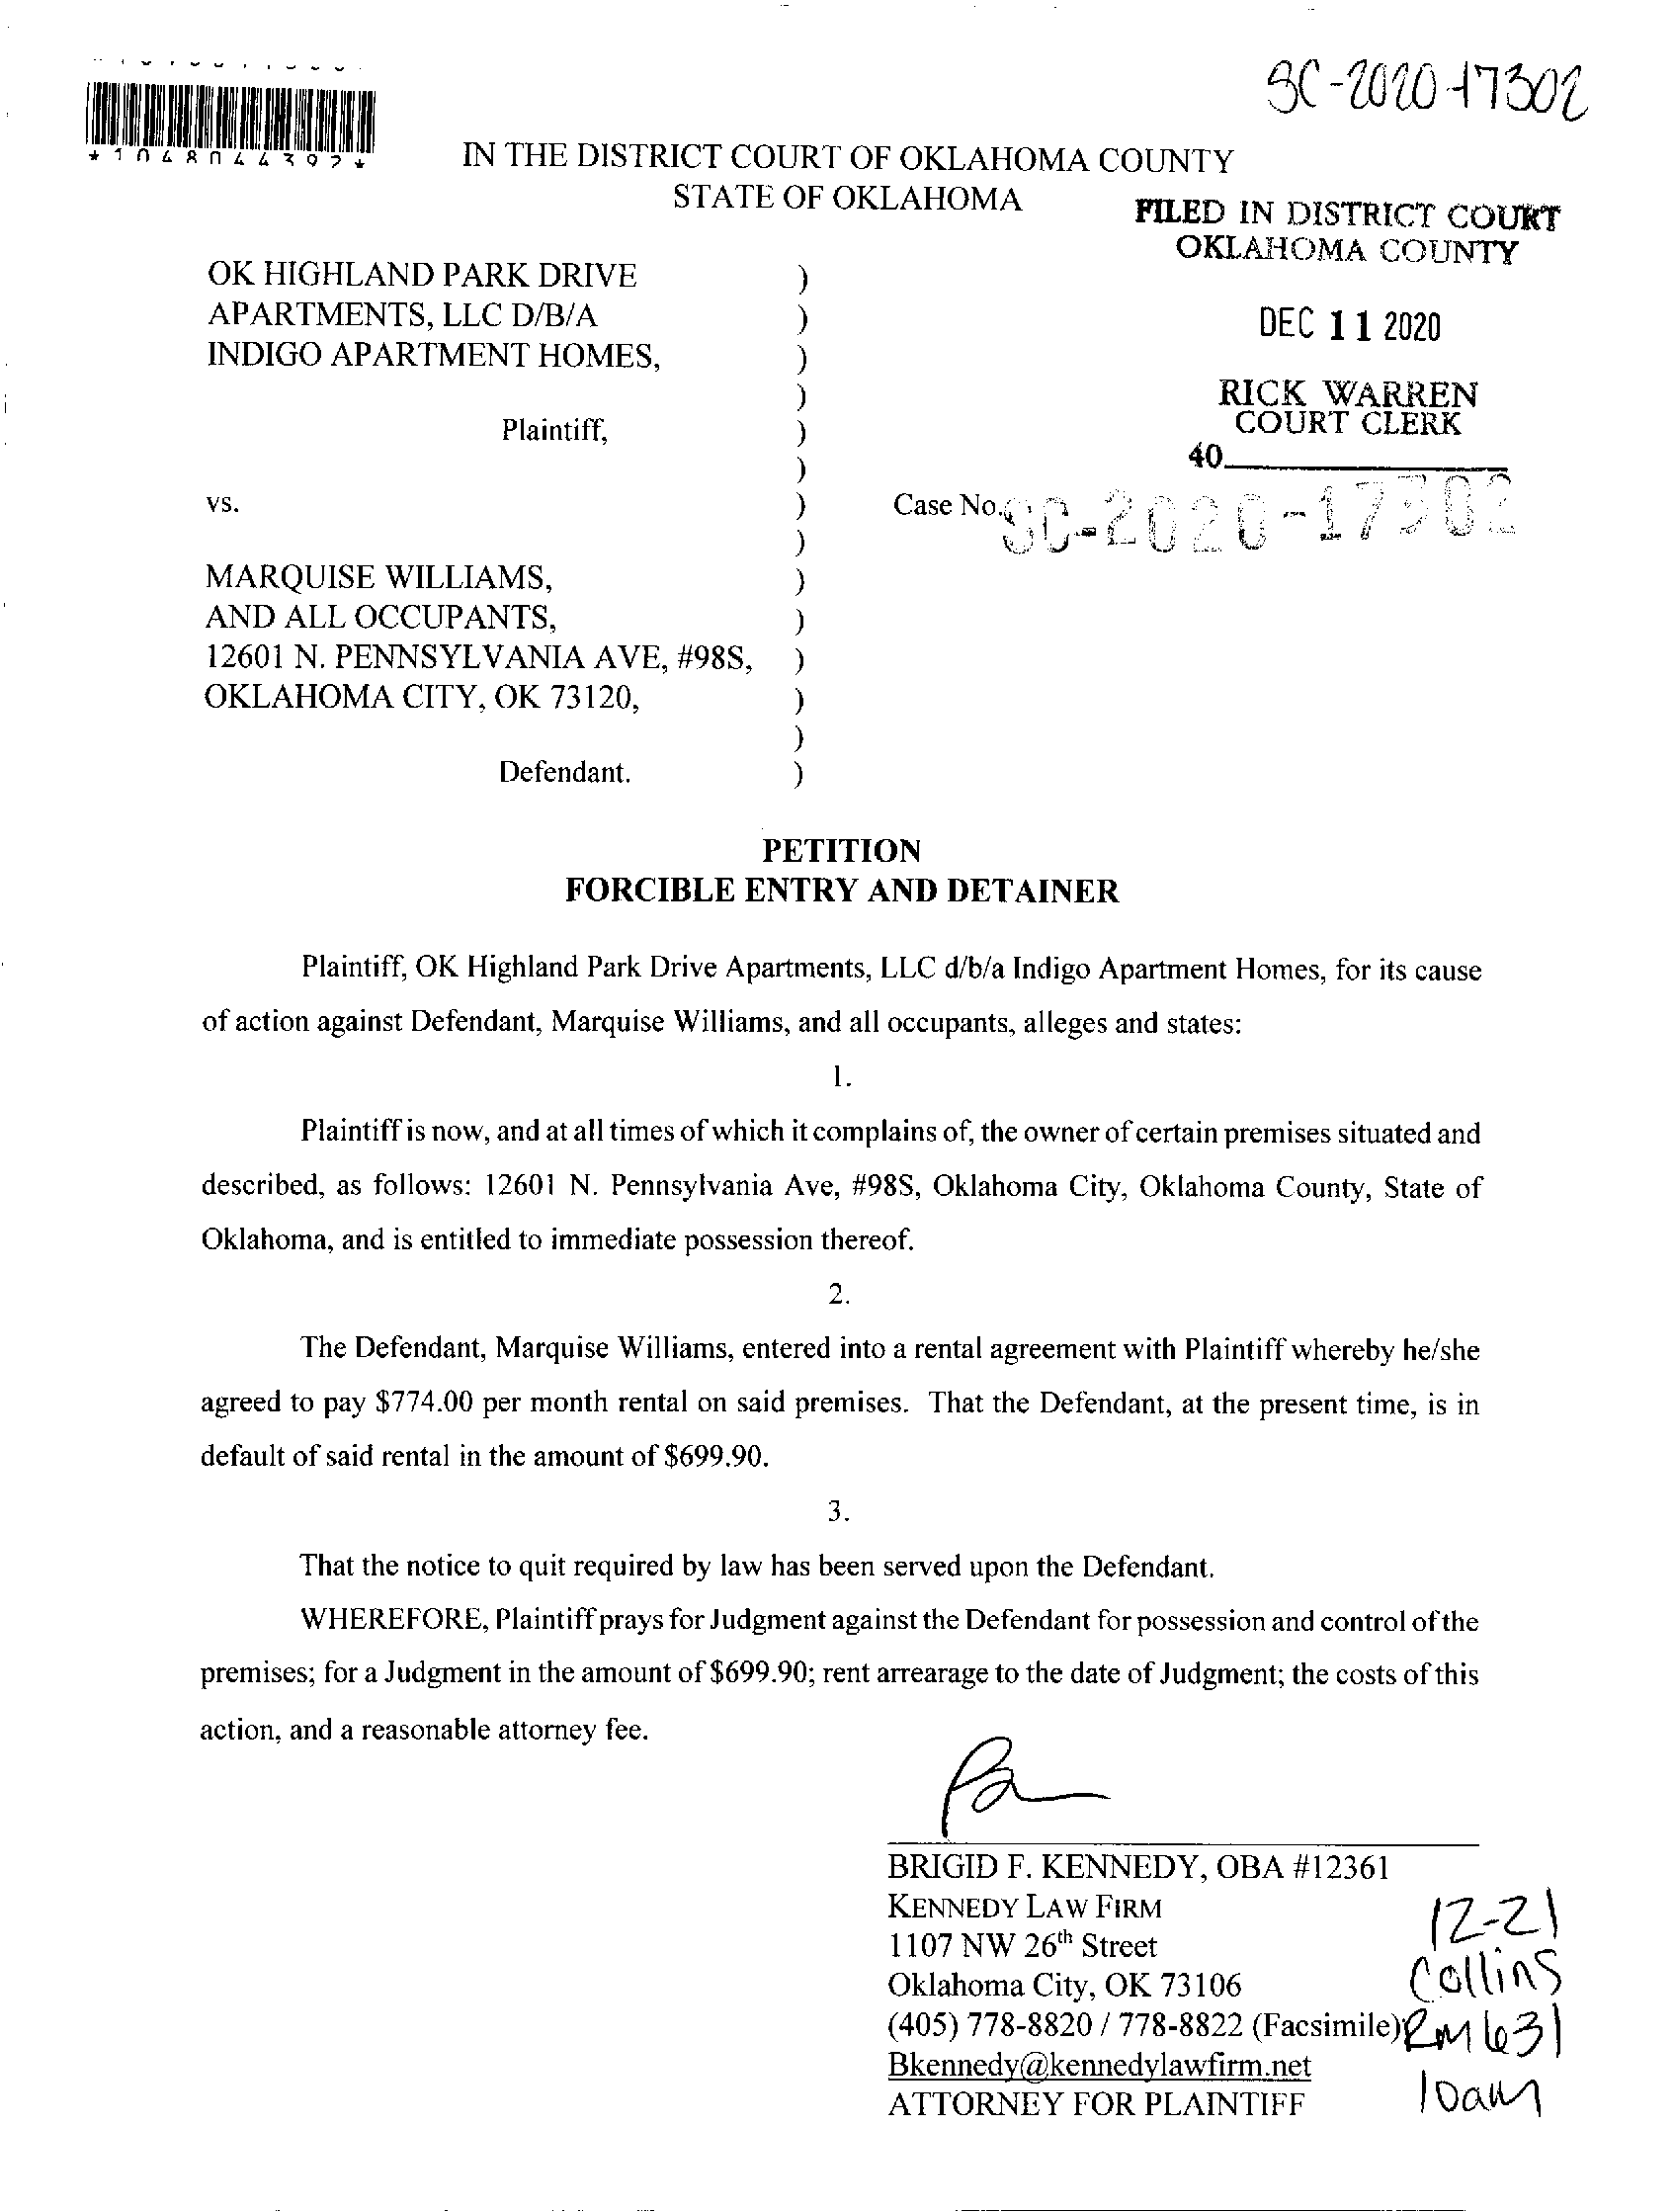 SC-2020-17302
*1048044392*
IN THE DISTRICT COURT OF OKLAHOMA COUNTY
STATE OF OKLAHOMA
FILED IN DISTRICT COURT
OKLAHOMA COUNTY
DEC 11 2020
RICK WARREN
COURT CLERK
40
OK HIGHLAND PARK DRIVE )
APARTMENTS, LLC D/B/A )
INDIGO APARTMENT HOMES, )
)
Plaintiff, )
)
vs. ) Case No. SC-2020-17302
)
MARQUISE WILLIAMS, )
AND ALL OCCUPANTS, )
12601 N. PENNSYLVANIA AVE, #98S, )
OKLAHOMA CITY, OK 73120, )
)
Defendant. )
PETITION
FORCIBLE ENTRY AND DETAINER
Plaintiff, OK Highland Park Drive Apartments, LLC d/b/a Indigo Apartment Homes, for its cause
of action against Defendant, Marquise Williams, and all occupants, alleges and states:
1.
Plaintiff is now, and at all times of which it complains of, the owner of certain premises situated and
described, as follows: 12601 N. Pennsylvania Ave, #98S, Oklahoma City, Oklahoma County, State of
Oklahoma, and is entitled to immediate possession thereof.
2.
The Defendant, Marquise Williams, entered into a rental agreement with Plaintiff whereby he/she
agreed to pay $774.00 per month rental on said premises. That the Defendant, at the present time, is in
default of said rental in the amount of $699.90.
3.
That the notice to quit required by law has been served upon the Defendant.
WHEREFORE, Plaintiff prays for Judgment against the Defendant for possession and control of the
premises; for a Judgment in the amount of $699.90; rent arrearage to the date of Judgment; the costs of this
action, and a reasonable attorney fee.
BRIGID F. KENNEDY, OBA #12361
KENNEDY LAW FIRM
1107 NW 26th Street
Oklahoma City, OK 73106
(405) 778-8820 / 778-8822 (Facsimile)
Bkennedy@kennedylawfirm.net
ATTORNEY FOR PLAINTIFF
12-21
Collins
RM 631
10am